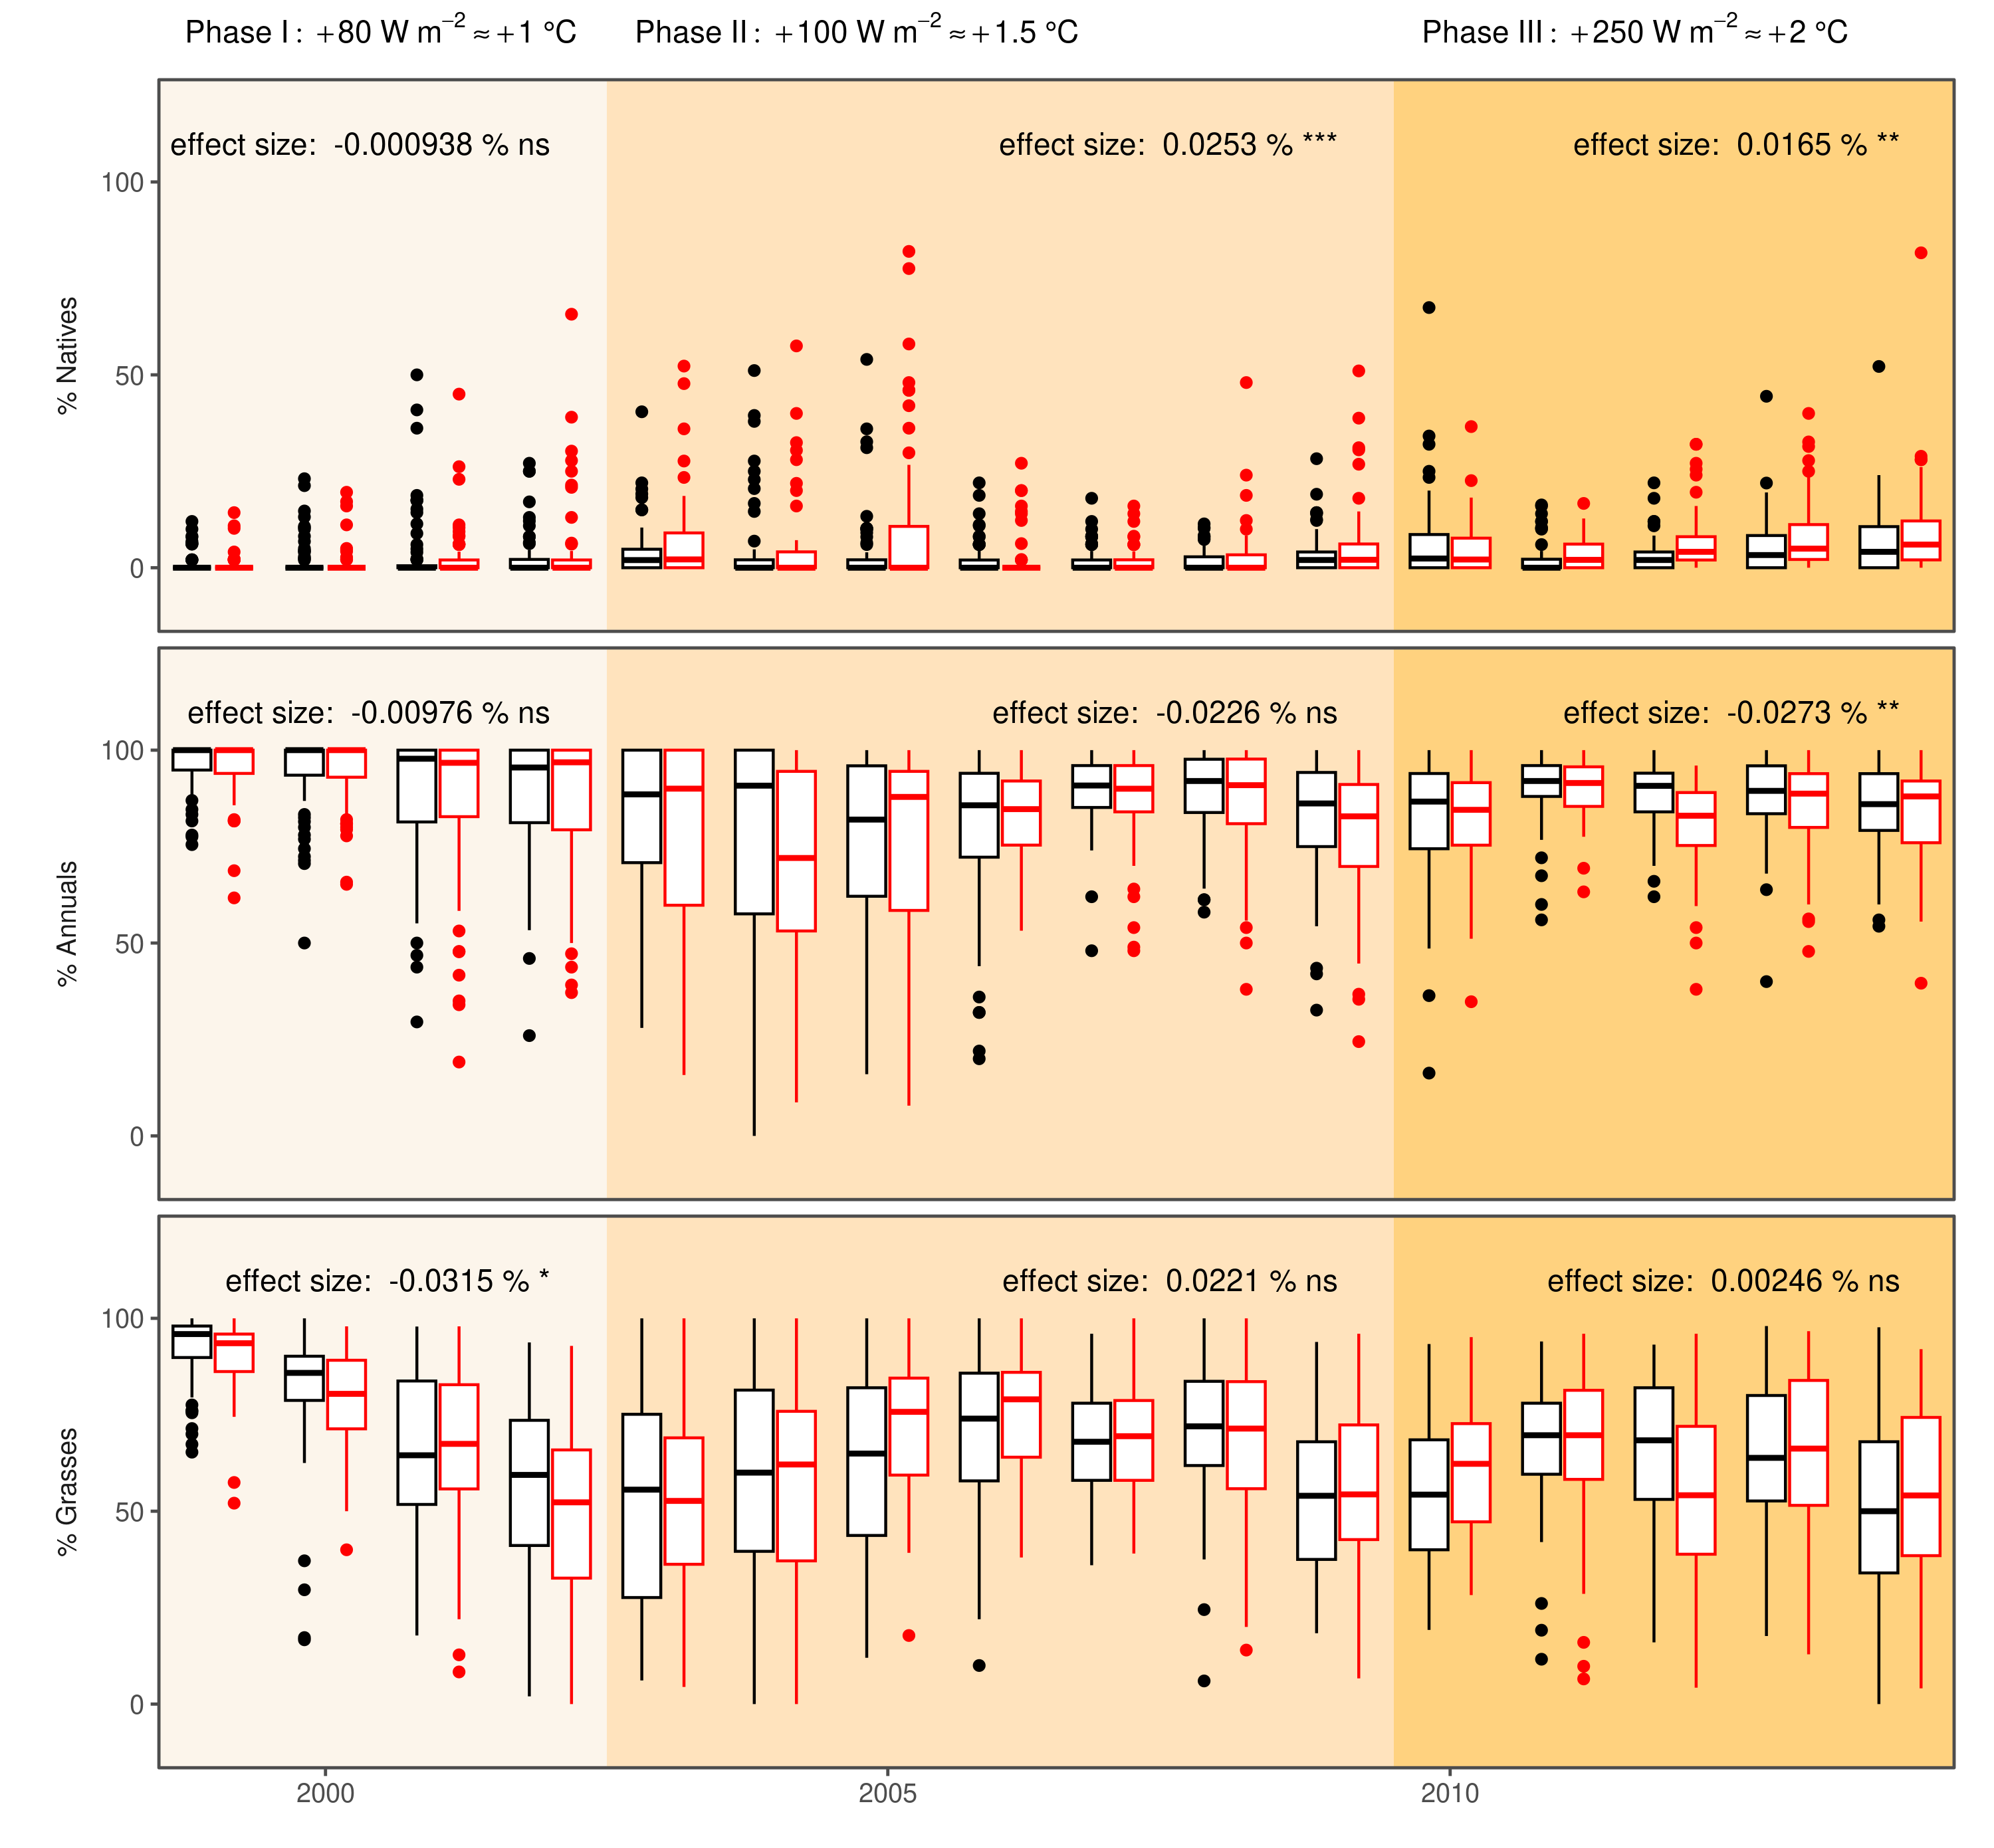 Phase I: +80 W m⁻² ≈ +1 °C Phase II: +100 W m⁻² ≈ +1.5 °C Phase III: +250 W m⁻² ≈ +2 °C
effect size: -0.000938 % ns effect size: 0.0253 % *** effect size: 0.0165 % **
100
% Natives
50
0
effect size: -0.00976 % ns effect size: -0.0226 % ns effect size: -0.0273 % **
100
% Annuals
50
0
effect size: -0.0315 % * effect size: 0.0221 % ns effect size: 0.00246 % ns
100
% Grasses
50
0
2000 2005 2010